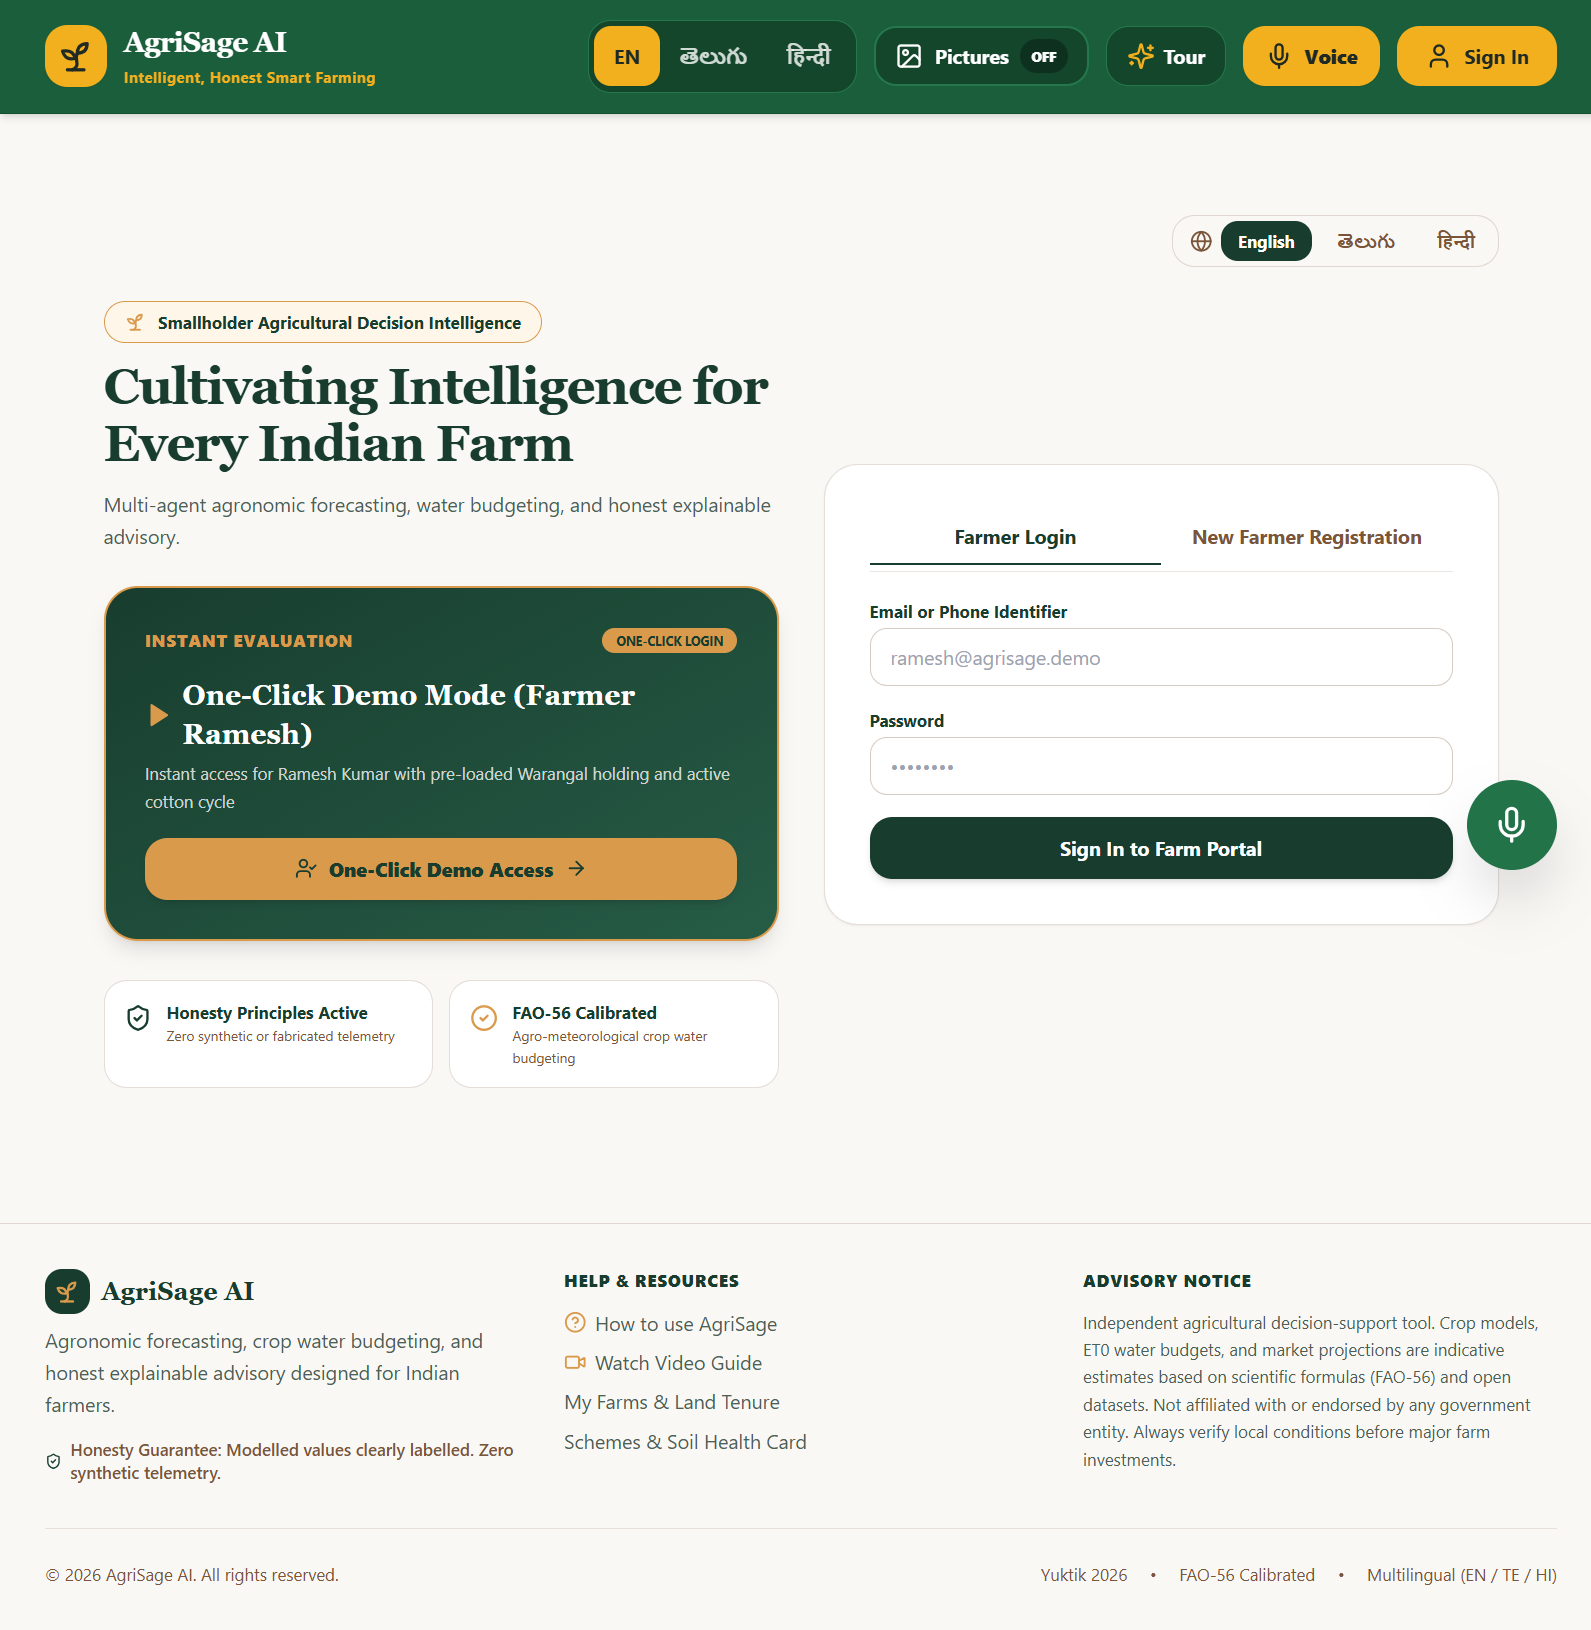 AgriSage AI
Intelligent, Honest Smart Farming
EN
తెలుగు
हिन्दी
Pictures OFF
Tour
Voice
Sign In
English
తెలుగు
हिन्दी
Smallholder Agricultural Decision Intelligence
Cultivating Intelligence for
Every Indian Farm
Multi-agent agronomic forecasting, water budgeting, and honest explainable
advisory.
INSTANT EVALUATION
ONE-CLICK LOGIN
One-Click Demo Mode (Farmer
Ramesh)
Instant access for Ramesh Kumar with pre-loaded Warangal holding and active
cotton cycle
One-Click Demo Access
Honesty Principles Active
Zero synthetic or fabricated telemetry
FAO-56 Calibrated
Agro-meteorological crop water
budgeting
Farmer Login
New Farmer Registration
Email or Phone Identifier
ramesh@agrisage.demo
Password
••••••••
Sign In to Farm Portal
AgriSage AI
Agronomic forecasting, crop water budgeting, and
honest explainable advisory designed for Indian
farmers.
Honesty Guarantee: Modelled values clearly labelled. Zero
synthetic telemetry.
HELP & RESOURCES
How to use AgriSage
Watch Video Guide
My Farms & Land Tenure
Schemes & Soil Health Card
ADVISORY NOTICE
Independent agricultural decision-support tool. Crop models,
ET0 water budgets, and market projections are indicative
estimates based on scientific formulas (FAO-56) and open
datasets. Not affiliated with or endorsed by any government
entity. Always verify local conditions before major farm
investments.
© 2026 AgriSage AI. All rights reserved.
Yuktik 2026 • FAO-56 Calibrated • Multilingual (EN / TE / HI)